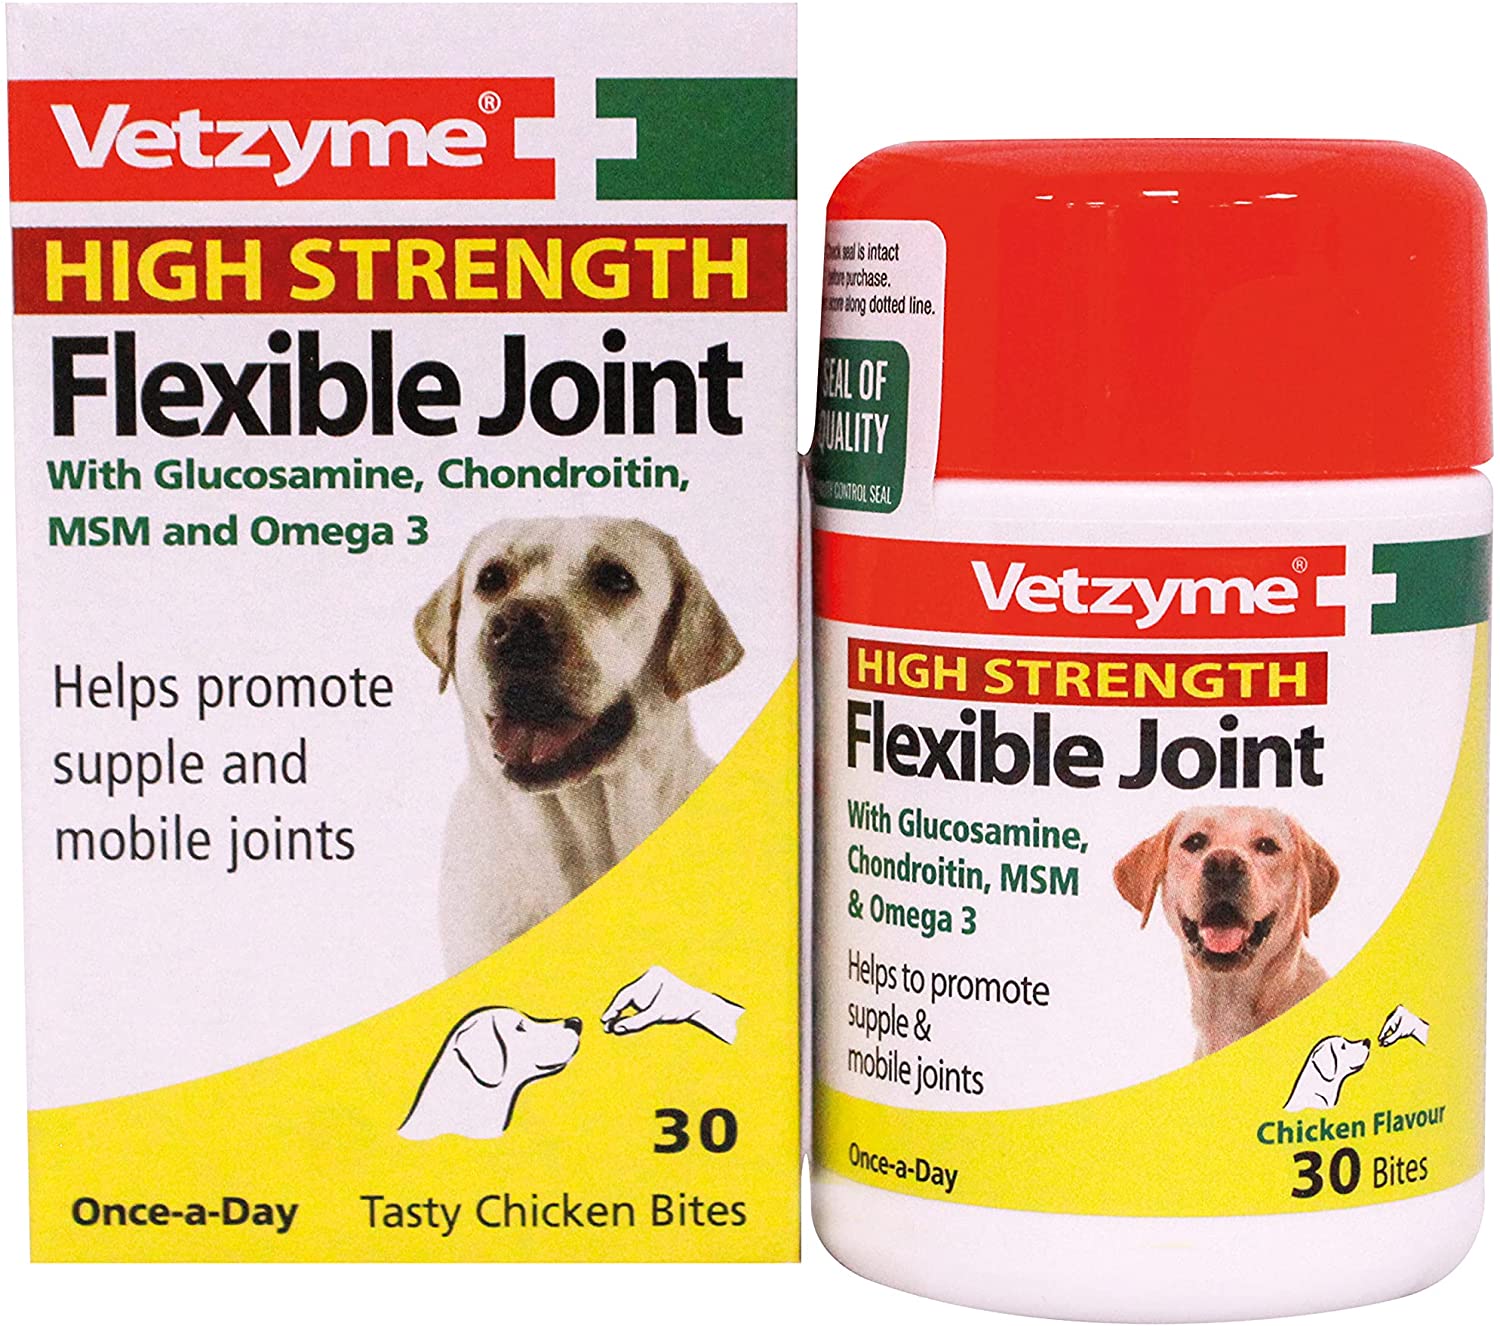 Vetzyme®
HIGH STRENGTH
Flexible Joint
With Glucosamine, Chondroitin,
MSM and Omega 3
Helps promote
supple and
mobile joints
30
Once-a-Day Tasty Chicken Bites
seal is intact
purchase.
score along dotted line.
SEAL OF
QUALITY
CONTROL SEAL
Vetzyme®
HIGH STRENGTH
Flexible Joint
With Glucosamine,
Chondroitin, MSM
& Omega 3
Helps to promote
supple &
mobile joints
Chicken Flavour
Once-a-Day
30 Bites